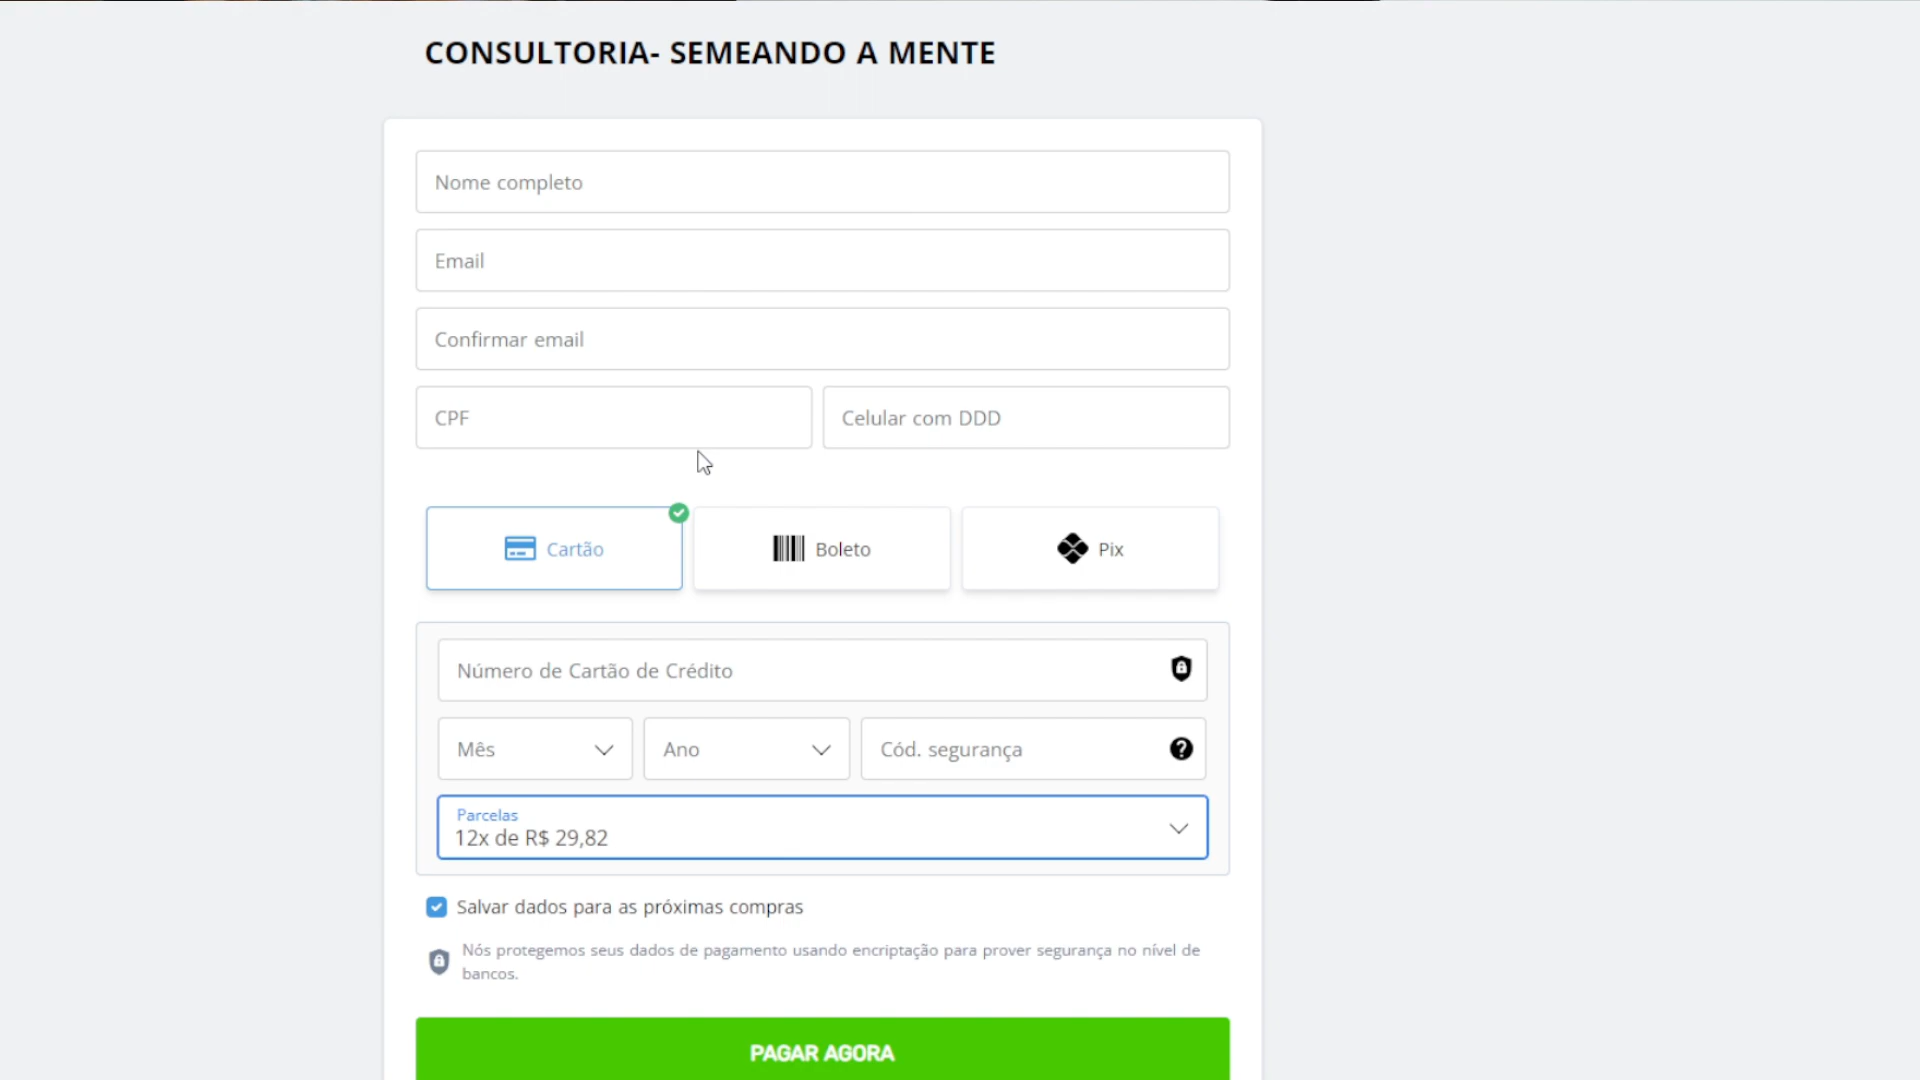 CONSULTORIA- SEMEANDO A MENTE
Nome completo
Email
Confirmar email
CPF
Celular com DDD
Cartão
Boleto
Pix
Número de Cartão de Crédito
Mês
Ano
Cód. segurança
Parcelas
12x de R$ 29,82
Salvar dados para as próximas compras
Nós protegemos seus dados de pagamento usando encriptação para prover segurança no nível de
bancos.
PAGAR AGORA